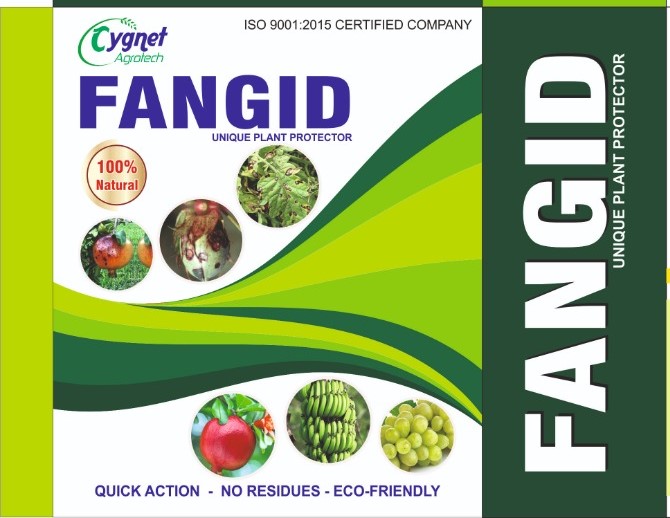 Cygnet
Agrotech
ISO 9001:2015 CERTIFIED COMPANY
FANGID
UNIQUE PLANT PROTECTOR
100%
Natural
QUICK ACTION - NO RESIDUES - ECO-FRIENDLY
FANGID
UNIQUE PLANT PROTECTOR